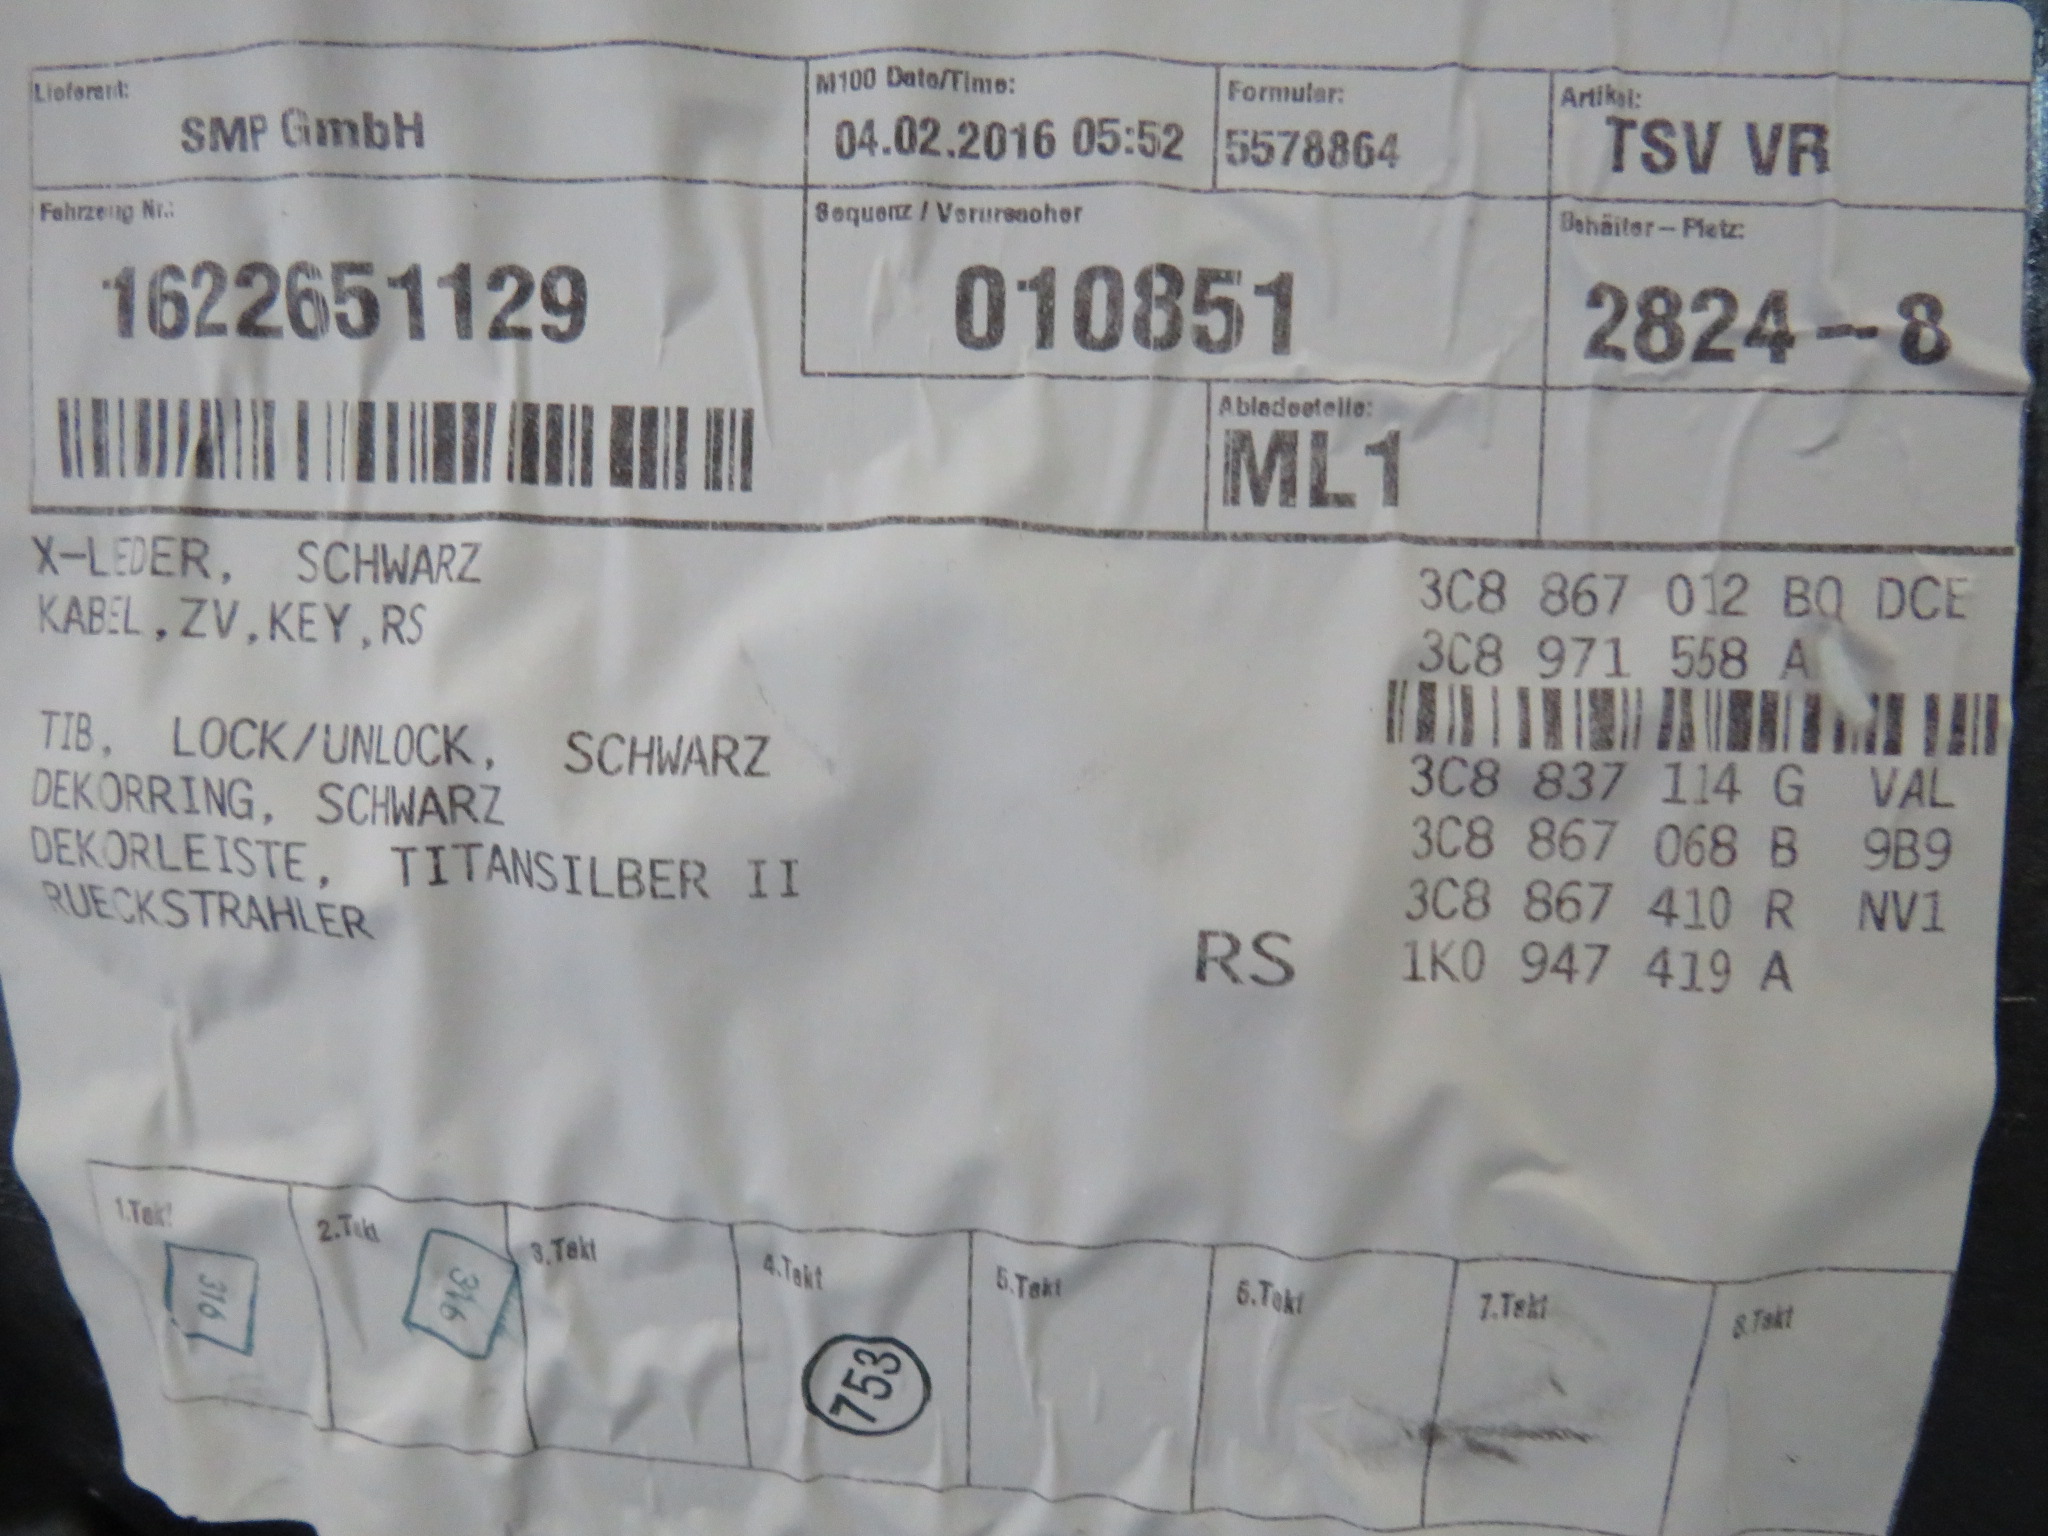 Lieferant:
SMP GmbH
M100 Date/Time:
04.02.2016 05:52
Formular:
5578864
Artikel:
TSV VR
Fahrzeug Nr.:
1622651129
Sequenz / Verursacher
010851
Behälter-Platz:
2824-8
Abladestelle:
ML1
X-LEDER, SCHWARZ 3C8 867 012 BQ DCE
KABEL,ZV,KEY,RS 3C8 971 558 A
TIB, LOCK/UNLOCK, SCHWARZ 3C8 837 114 G VAL
DEKORRING, SCHWARZ 3C8 867 068 B 9B9
DEKORLEISTE, TITANSILBER II 3C8 867 410 R NV1
RUECKSTRAHLER RS 1K0 947 419 A
1.Takt
316
2.Takt
316
3.Takt
4.Takt
753
5.Takt
6.Takt
7.Takt
8.Takt